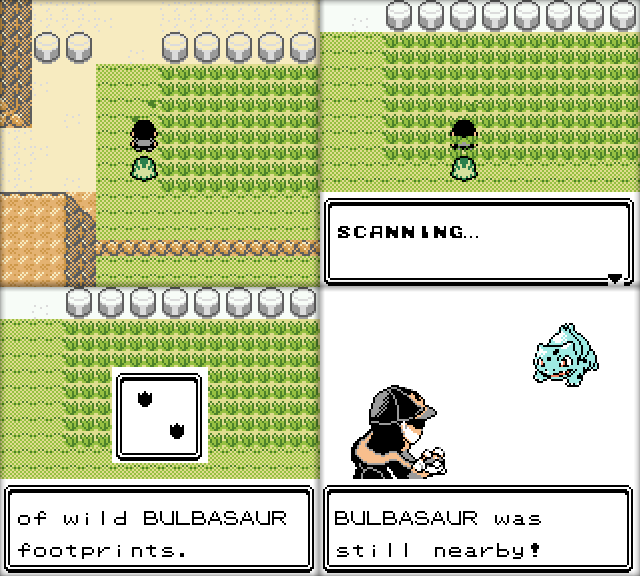 SCANNING...
of wild BULBASAUR
footprints.
BULBASAUR was
still nearby!